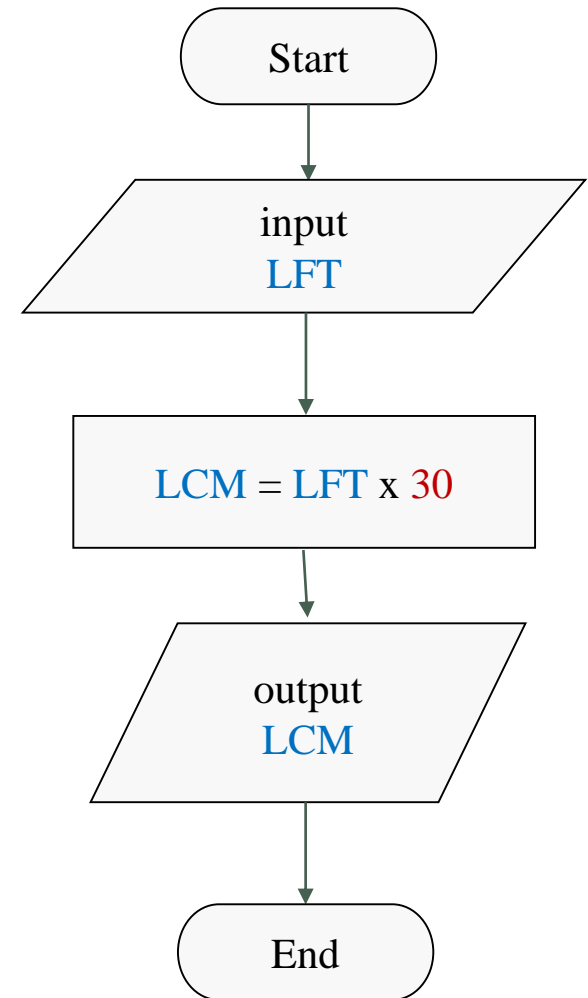 Start
input
LFT
LCM = LFT x 30
output
LCM
End